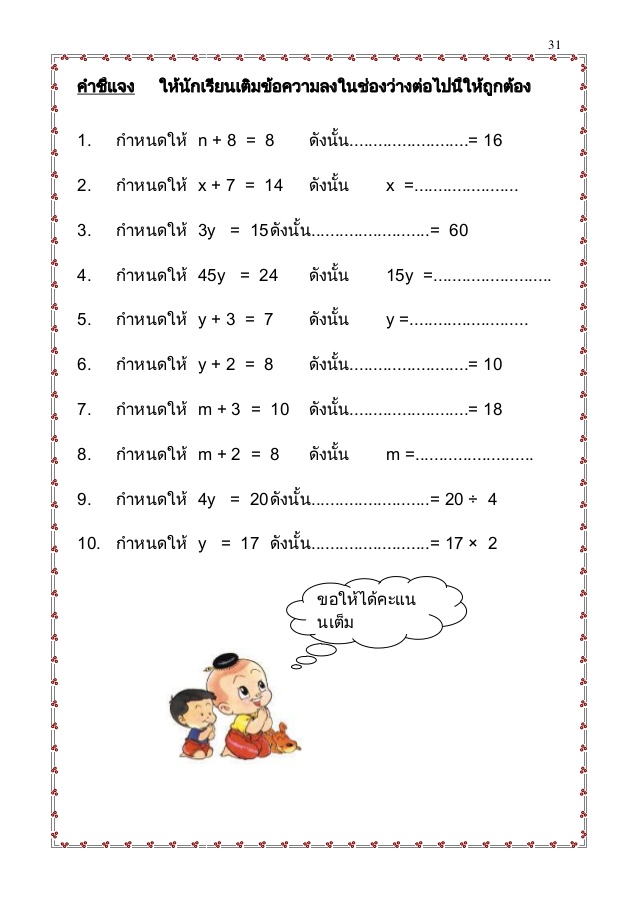 31
คำชี้แจง ให้นักเรียนเติมข้อความลงในช่องว่างต่อไปนี้ให้ถูกต้อง
1. กำหนดให้ n + 8 = 8 ดังนั้น.........................= 16
2. กำหนดให้ x + 7 = 14 ดังนั้น x =......................
3. กำหนดให้ 3y = 15ดังนั้น.........................= 60
4. กำหนดให้ 45y = 24 ดังนั้น 15y =.........................
5. กำหนดให้ y + 3 = 7 ดังนั้น y =.........................
6. กำหนดให้ y + 2 = 8 ดังนั้น.........................= 10
7. กำหนดให้ m + 3 = 10 ดังนั้น.........................= 18
8. กำหนดให้ m + 2 = 8 ดังนั้น m =.........................
9. กำหนดให้ 4y = 20ดังนั้น.........................= 20 ÷ 4
10. กำหนดให้ y = 17 ดังนั้น.........................= 17 × 2
ขอให้ได้คะแน
นเต็ม